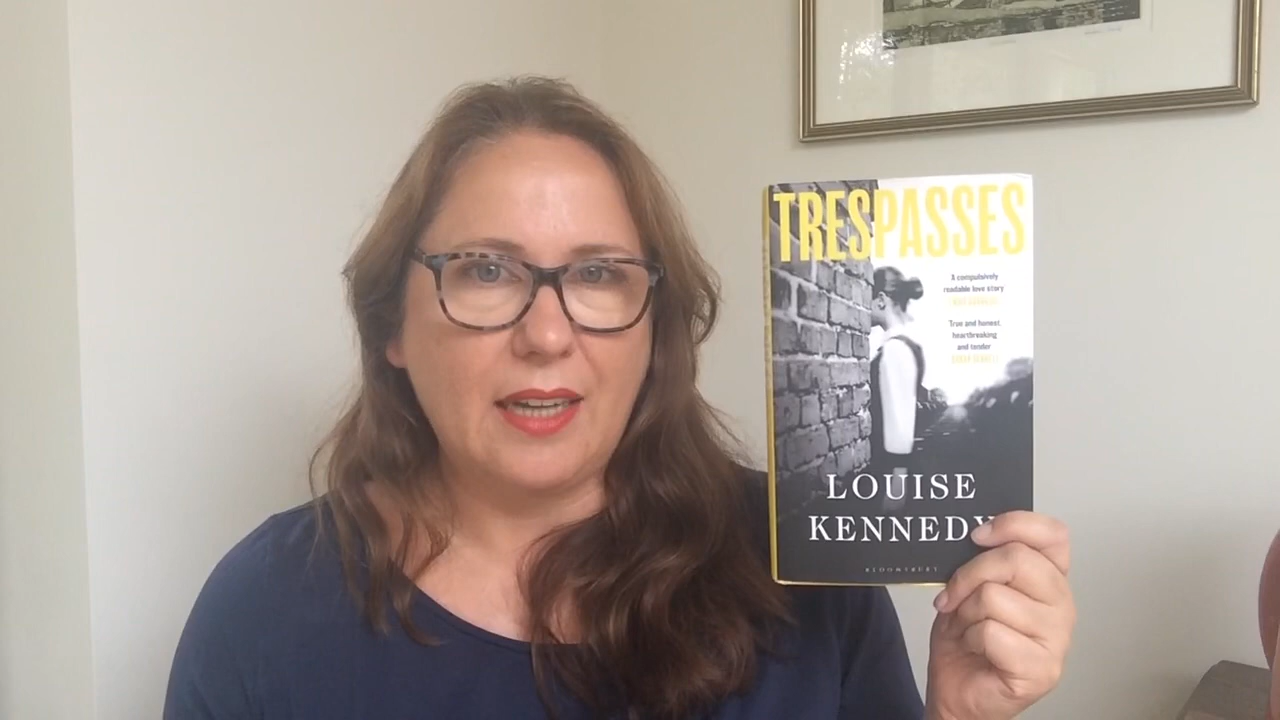 TRESPASSES
A compulsively
readable love story
True and honest,
heartbreaking
and tender
LOUISE
KENNEDY
BLOOMSBURY